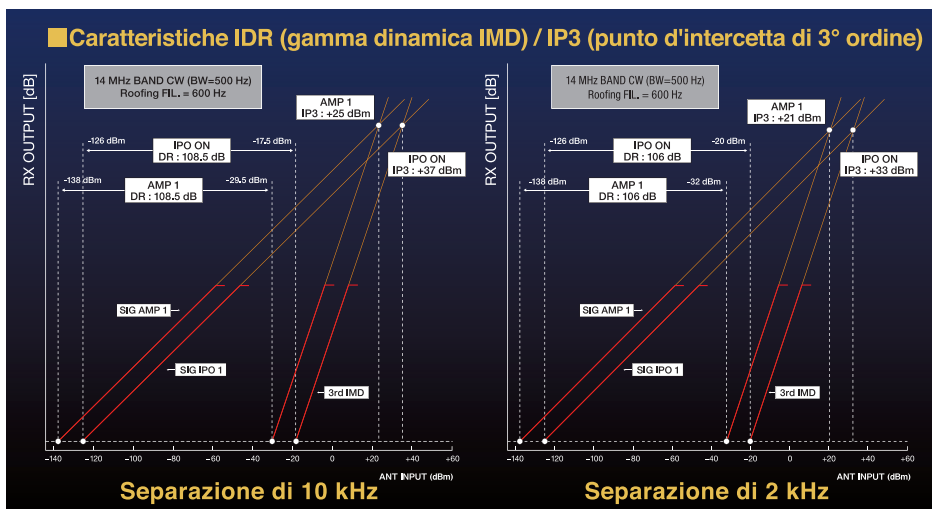 Caratteristiche IDR (gamma dinamica IMD) / IP3 (punto d'intercetta di 3° ordine)
RX OUTPUT [dB]
14 MHz BAND CW (BW=500 Hz)
Roofing FIL. = 600 Hz
AMP 1
IP3 : +25 dBm
-126 dBm
IPO ON
DR : 108.5 dB
-17.5 dBm
IPO ON
IP3 : +37 dBm
-138 dBm
AMP 1
DR : 108.5 dB
-29.5 dBm
SIG AMP 1
SIG IPO 1
3rd IMD
-140 -120 -100 -80 -60 -40 -20 0 +20 +40 +60
ANT INPUT (dBm)
Separazione di 10 kHz
RX OUTPUT [dB]
14 MHz BAND CW (BW=500 Hz)
Roofing FIL. = 600 Hz
AMP 1
IP3 : +21 dBm
-126 dBm
IPO ON
DR : 106 dB
-20 dBm
IPO ON
IP3 : +33 dBm
-138 dBm
AMP 1
DR : 106 dB
-32 dBm
SIG AMP 1
SIG IPO 1
3rd IMD
-140 -120 -100 -80 -60 -40 -20 0 +20 +40 +60
ANT INPUT (dBm)
Separazione di 2 kHz